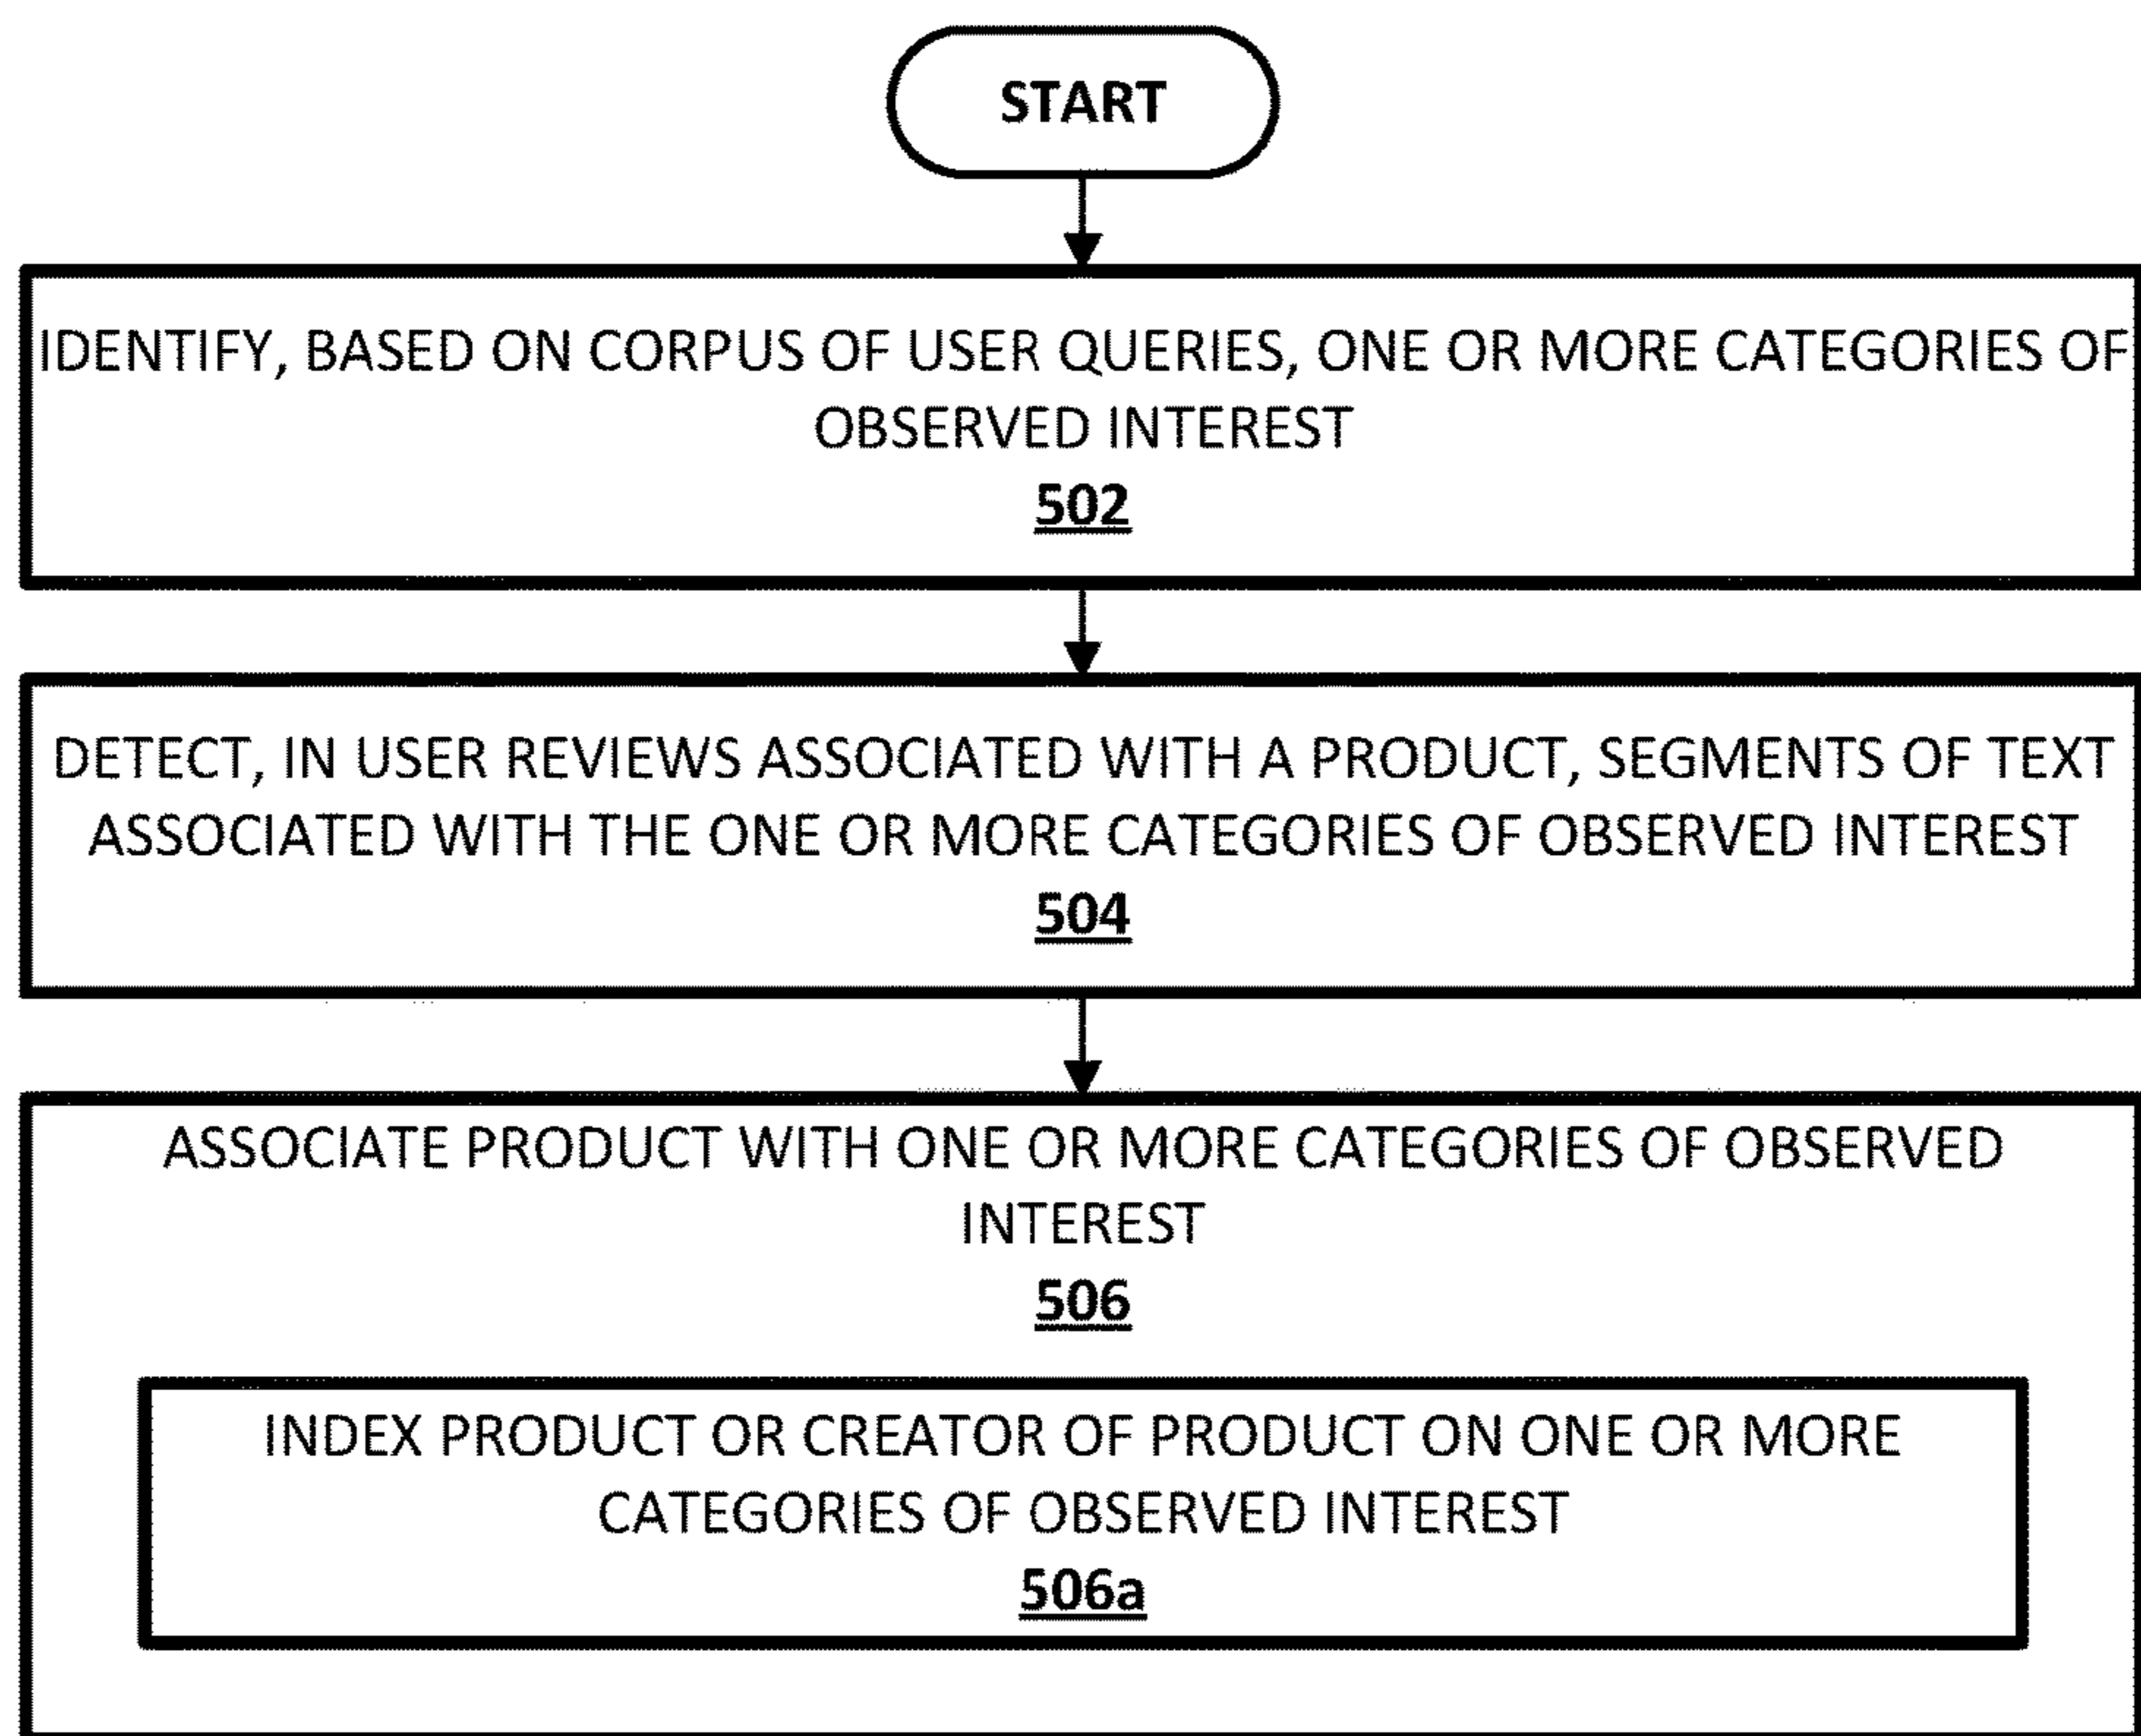 START
IDENTIFY, BASED ON CORPUS OF USER QUERIES, ONE OR MORE CATEGORIES OF
OBSERVED INTEREST
502
DETECT, IN USER REVIEWS ASSOCIATED WITH A PRODUCT, SEGMENTS OF TEXT
ASSOCIATED WITH THE ONE OR MORE CATEGORIES OF OBSERVED INTEREST
504
ASSOCIATE PRODUCT WITH ONE OR MORE CATEGORIES OF OBSERVED
INTEREST
506
INDEX PRODUCT OR CREATOR OF PRODUCT ON ONE OR MORE
CATEGORIES OF OBSERVED INTEREST
506a